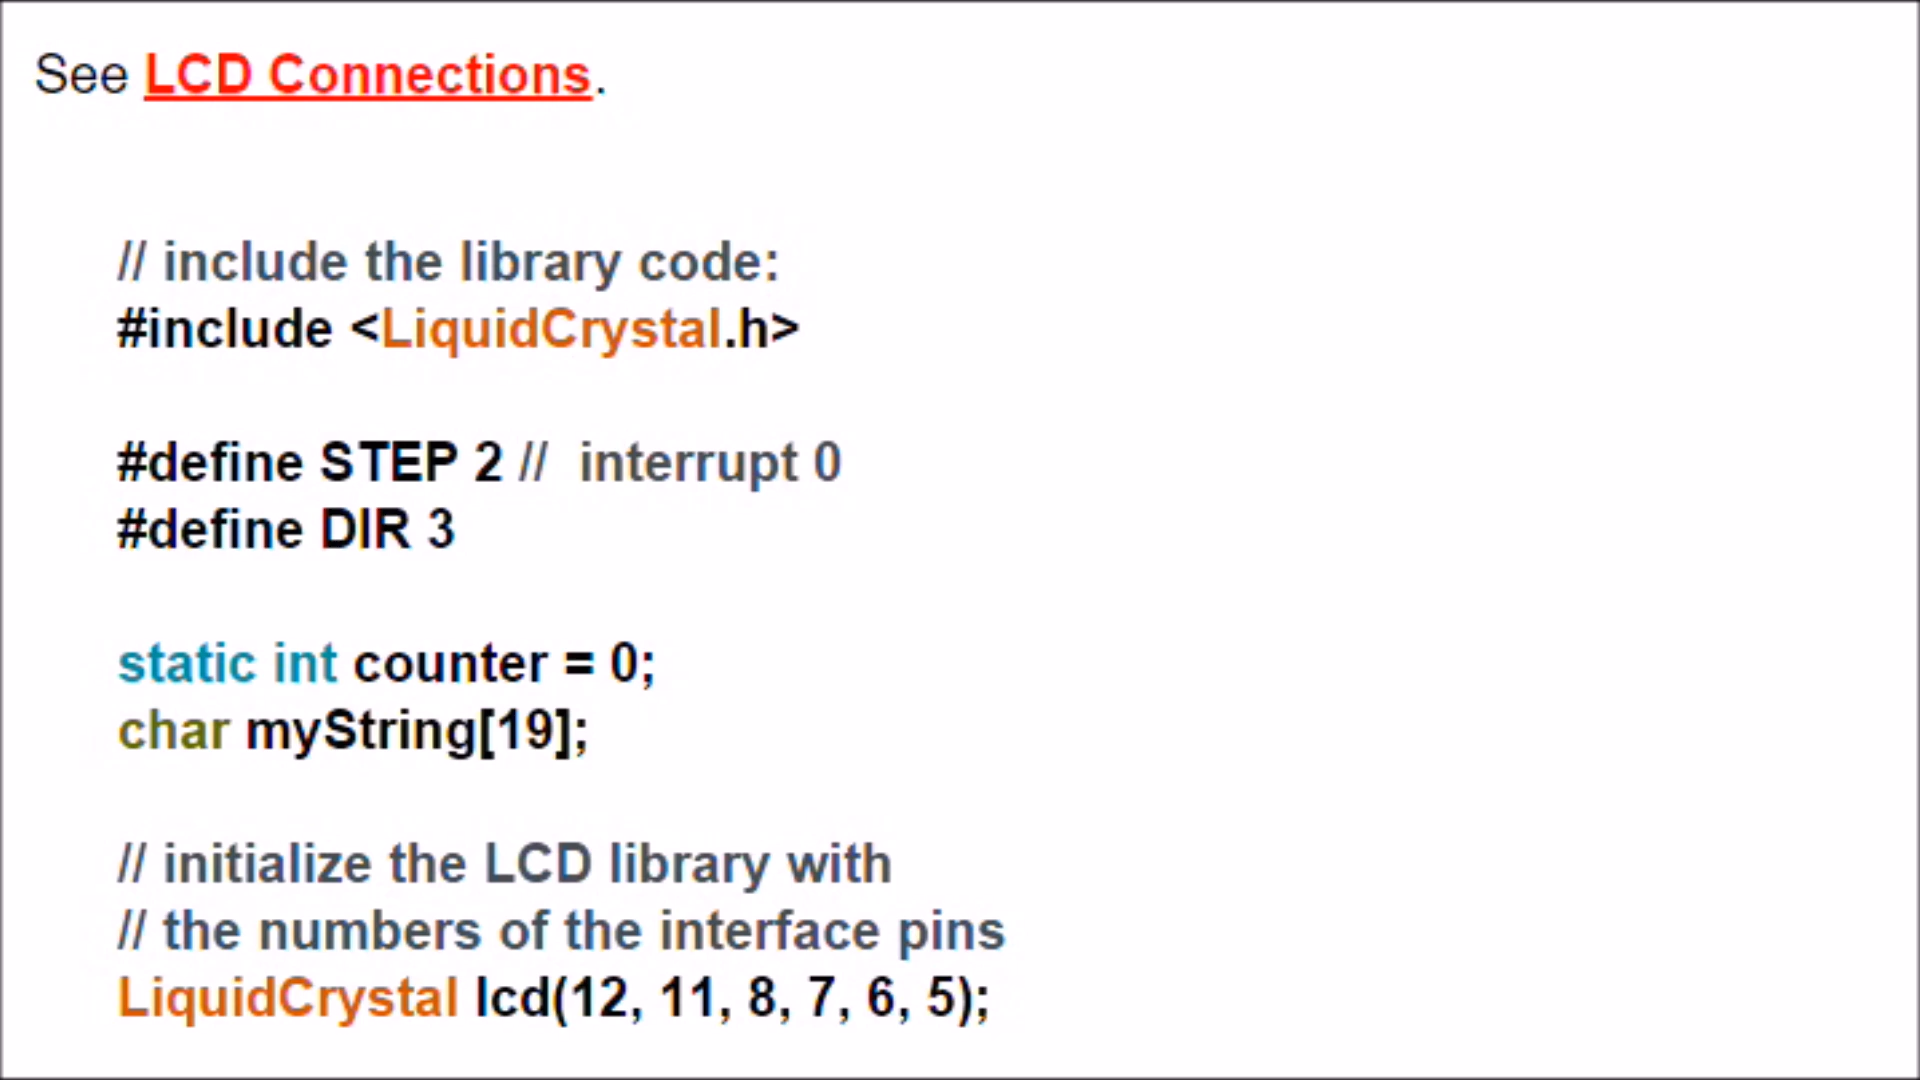 See LCD Connections.
// include the library code:
#include <LiquidCrystal.h>
#define STEP 2 //  interrupt 0
#define DIR 3
static int counter = 0;
char myString[19];
// initialize the LCD library with
// the numbers of the interface pins
LiquidCrystal lcd(12, 11, 8, 7, 6, 5);